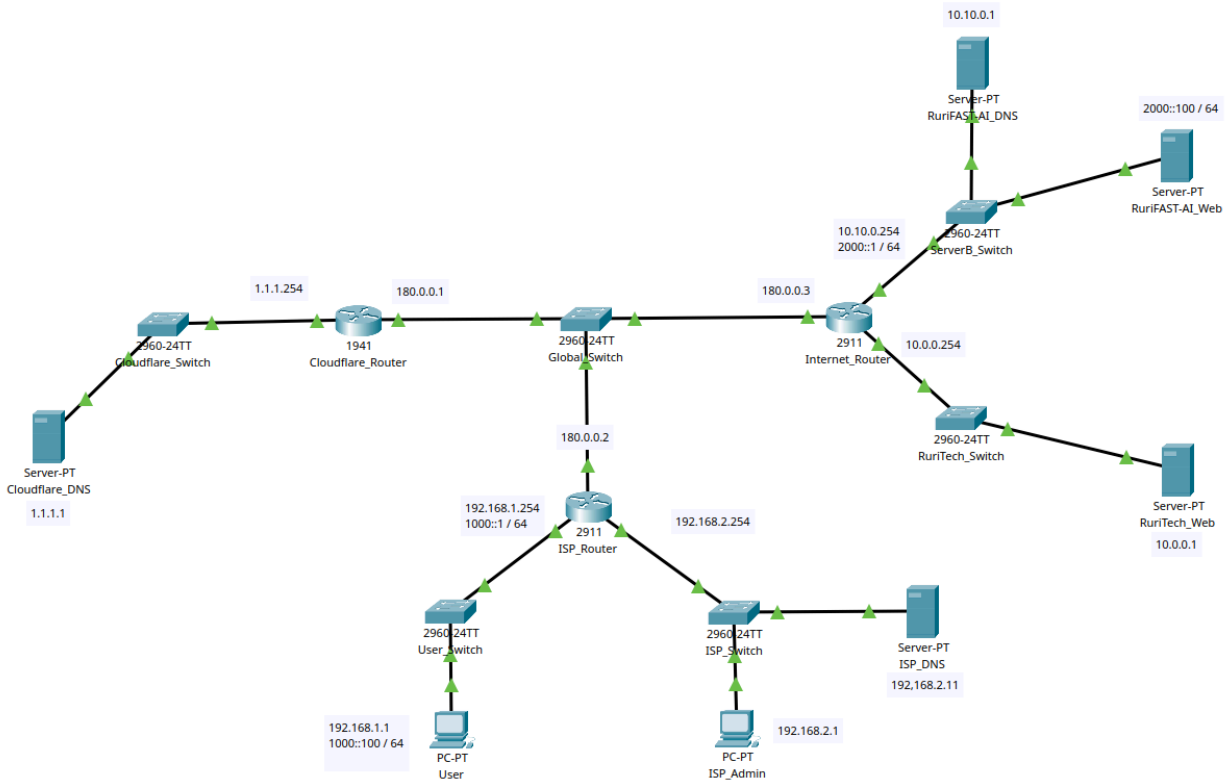 10.10.0.1
Server-PT
RuriFAST-AI_DNS
2000::100 / 64
Server-PT
RuriFAST-AI_Web
10.10.0.254
2000::1 / 64
2960-24TT
ServerB_Switch
1.1.1.254
180.0.0.1
180.0.0.3
2960-24TT
Cloudflare_Switch
1941
Cloudflare_Router
2960-24TT
Global_Switch
2911
Internet_Router
10.0.0.254
2960-24TT
RuriTech_Switch
180.0.0.2
Server-PT
Cloudflare_DNS
1.1.1.1
Server-PT
RuriTech_Web
10.0.0.1
192.168.1.254
1000::1 / 64
2911
ISP_Router
192.168.2.254
2960-24TT
User_Switch
2960-24TT
ISP_Switch
Server-PT
ISP_DNS
192,168.2.11
192.168.1.1
1000::100 / 64
PC-PT
User
PC-PT
ISP_Admin
192.168.2.1